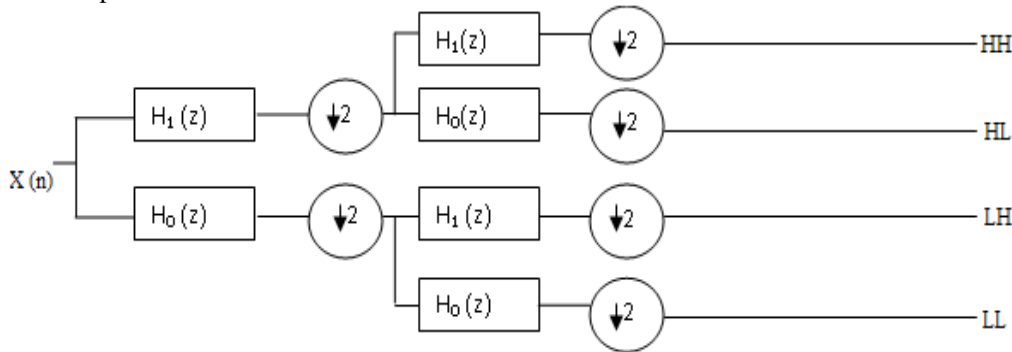 H₁(z)
↓2
HH
H₁ (z)
↓2
H₀(z)
↓2
HL
X (n)
H₀ (z)
↓2
H₁ (z)
↓2
LH
H₀ (z)
↓2
LL